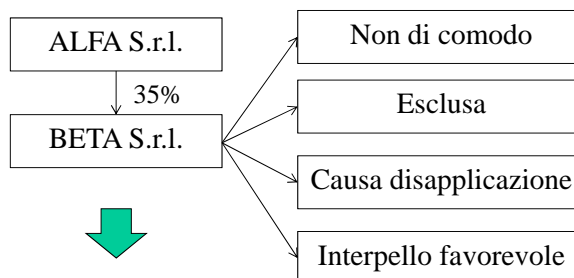 ALFA S.r.l.
35%
BETA S.r.l.
Non di comodo
Esclusa
Causa disapplicazione
Interpello favorevole